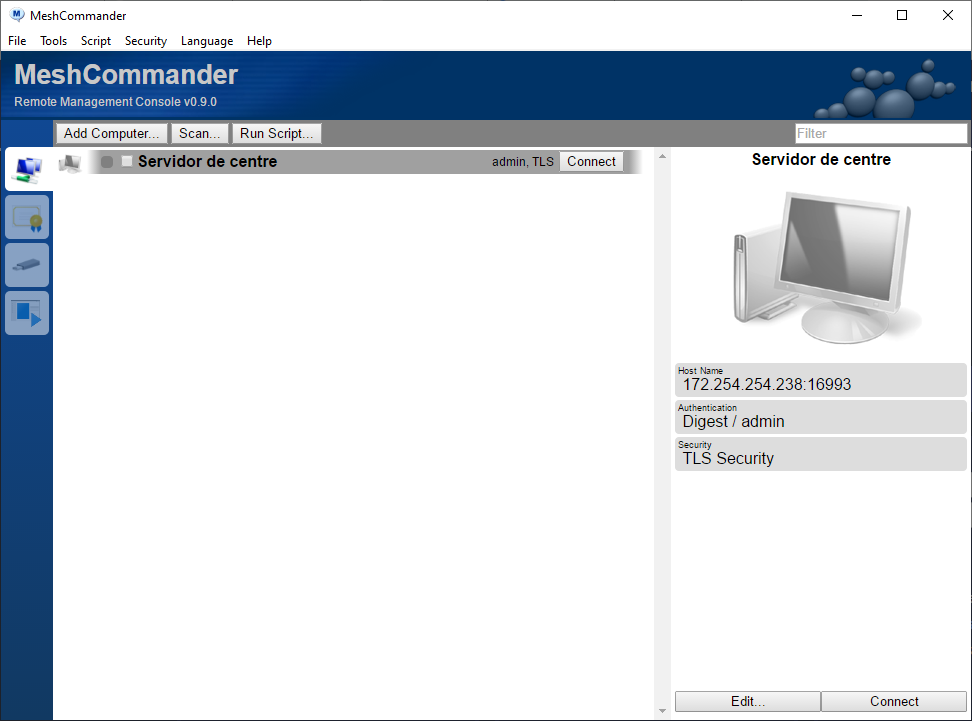 MeshCommander
File Tools Script Security Language Help
MeshCommander
Remote Management Console v0.9.0
Add Computer... Scan... Run Script... Filter
Servidor de centre admin, TLS Connect
Servidor de centre
Host Name
172.254.254.238:16993
Authentication
Digest / admin
Security
TLS Security
Edit... Connect